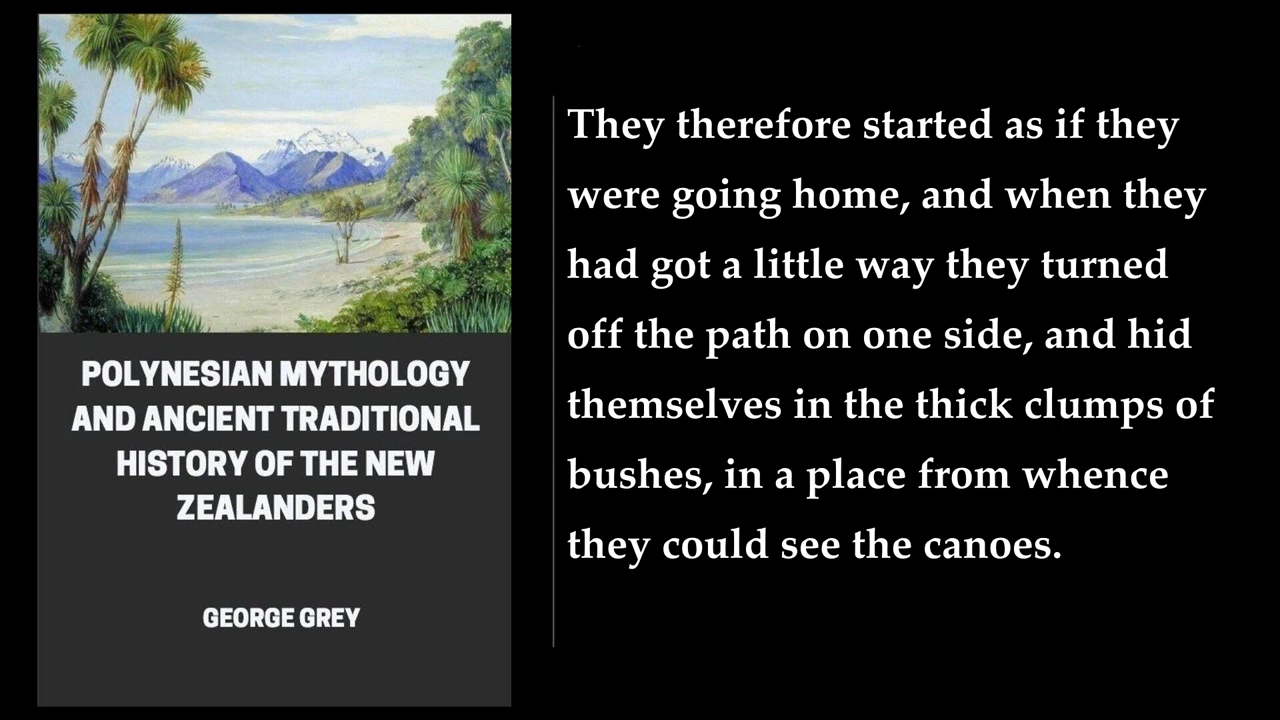 POLYNESIAN MYTHOLOGY
AND ANCIENT TRADITIONAL
HISTORY OF THE NEW
ZEALANDERS
GEORGE GREY
They therefore started as if they
were going home, and when they
had got a little way they turned
off the path on one side, and hid
themselves in the thick clumps of
bushes, in a place from whence
they could see the canoes.